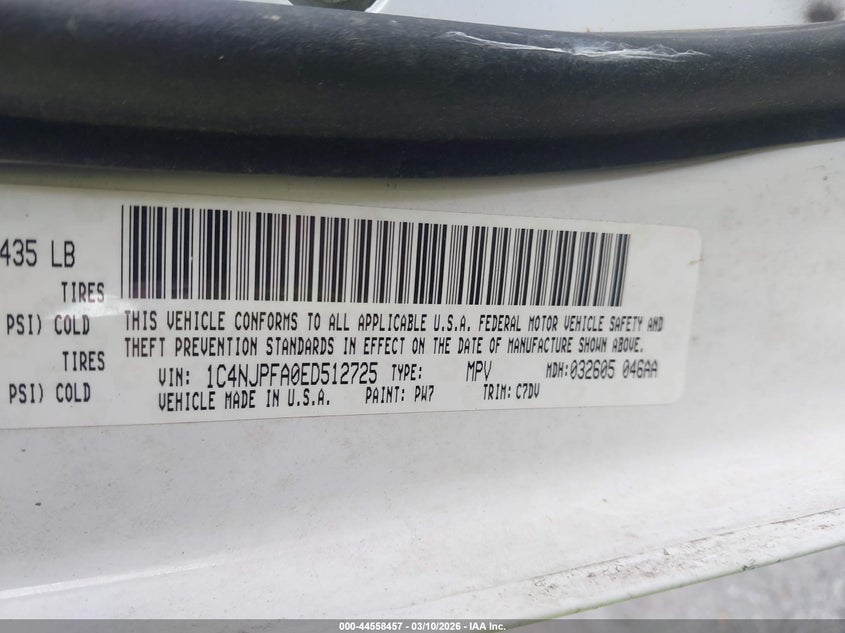 435 LB
TIRES
PSI) COLD
TIRES
PSI) COLD
THIS VEHICLE CONFORMS TO ALL APPLICABLE U.S.A. FEDERAL MOTOR VEHICLE SAFETY AND
THEFT PREVENTION STANDARDS IN EFFECT ON THE DATE OF MANUFACTURE SHOWN ABOVE.
VIN: 1C4NJPFA0ED512725 TYPE: MPV MDH:032605 046AA
VEHICLE MADE IN U.S.A. PAINT: PW7 TRIM: C7DV
000-44558457 - 03/10/2026 - IAA Inc.